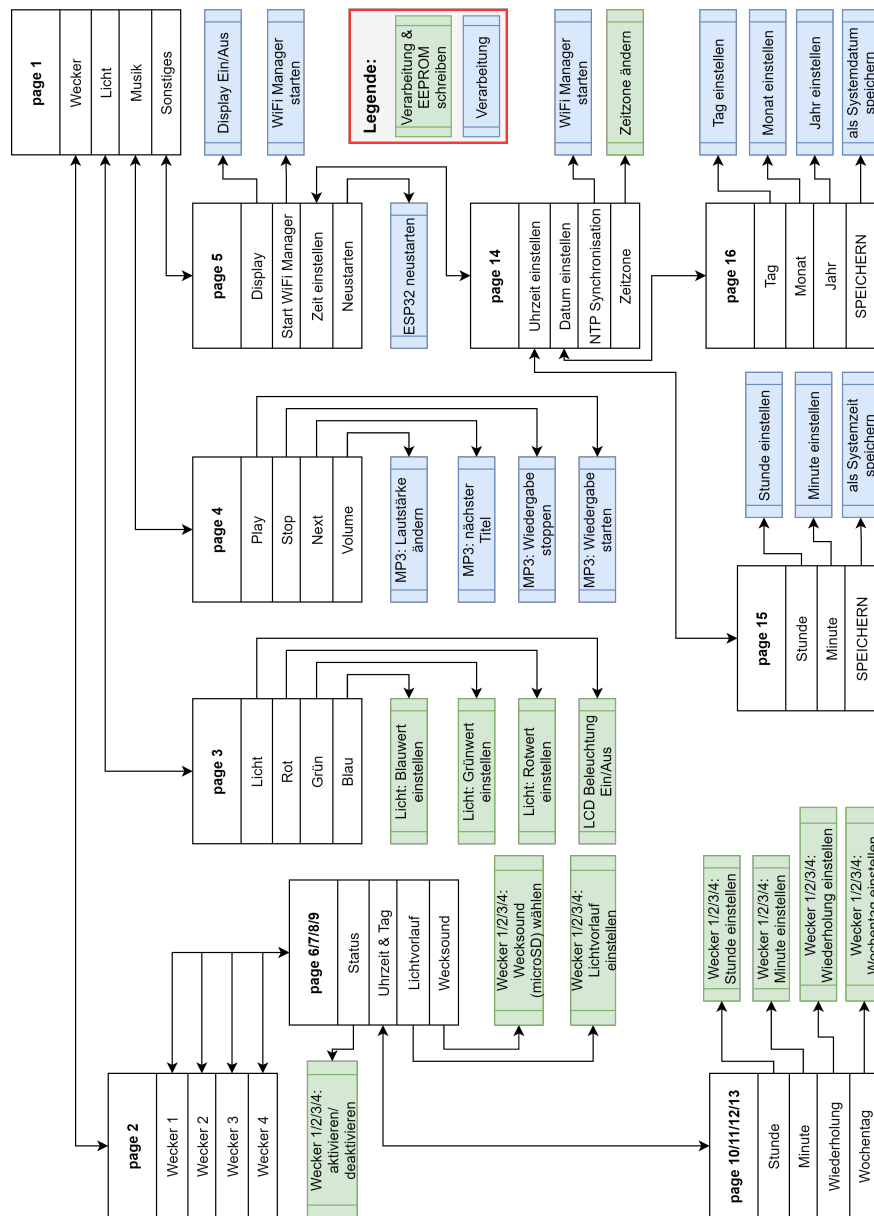 page 1
Wecker
Licht
Musik
Sonstiges
Display Ein/Aus
WiFi Manager
starten
Legende:
Verarbeitung &
EEPROM
schreiben
Verarbeitung
page 5
Display
Start WiFi Manager
Zeit einstellen
Neustarten
ESP32 neustarten
page 14
Uhrzeit einstellen
Datum einstellen
NTP Synchronisation
Zeitzone
WiFi Manager
starten
Zeitzone ändern
page 16
Tag
Monat
Jahr
SPEICHERN
Tag einstellen
Monat einstellen
Jahr einstellen
als Systemdatum
speichern
page 4
Play
Stop
Next
Volume
MP3: Lautstärke
ändern
MP3: nächster
Titel
MP3: Wiedergabe
stoppen
MP3: Wiedergabe
starten
page 15
Stunde
Minute
SPEICHERN
Stunde einstellen
Minute einstellen
als Systemzeit
speichern
page 3
Licht
Rot
Grün
Blau
Licht: Blauwert
einstellen
Licht: Grünwert
einstellen
Licht: Rotwert
einstellen
LCD Beleuchtung
Ein/Aus
page 2
Wecker 1
Wecker 2
Wecker 3
Wecker 4
page 6/7/8/9
Status
Uhrzeit & Tag
Lichtvorlauf
Wecksound
Wecker 1/2/3/4:
aktivieren/
deaktivieren
Wecker 1/2/3/4:
Wecksound
(microSD) wählen
Wecker 1/2/3/4:
Lichtvorlauf
einstellen
page 10/11/12/13
Stunde
Minute
Wiederholung
Wochentag
Wecker 1/2/3/4:
Stunde einstellen
Wecker 1/2/3/4:
Minute einstellen
Wecker 1/2/3/4:
Wiederholung einstellen
Wecker 1/2/3/4:
Wochentag einstellen